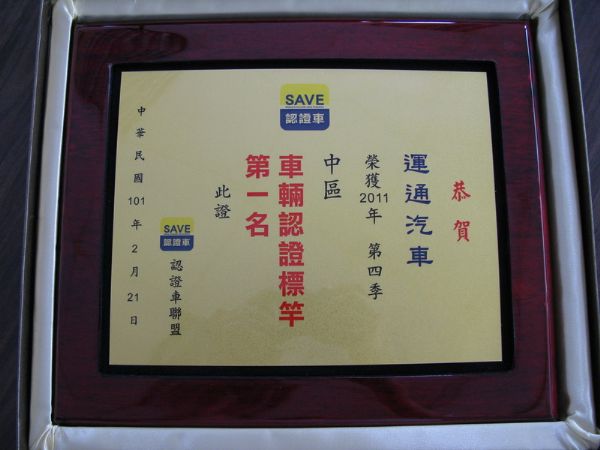 SAVE
認證車
恭賀
運通汽車
榮獲2011年 第四季
中區
車輛認證標竿
第一名
此證
SAVE
認證車
認證車聯盟
中華民國101年2月21日